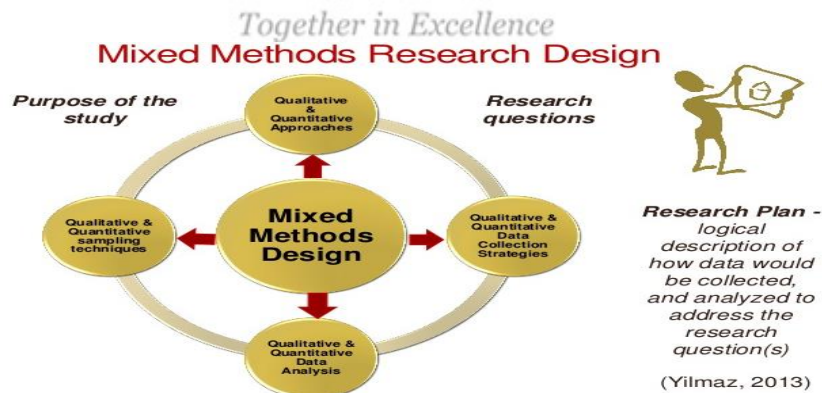 Together in Excellence
Mixed Methods Research Design
Purpose of the
study
Qualitative
&
Quantitative
Approaches
Research
questions
Qualitative &
Quantitative
sampling
techniques
Mixed
Methods
Design
Qualitative &
Quantitative
Data
Collection
Strategies
Qualitative &
Quantitative
Data
Analysis
Research Plan -
logical
description of
how data would
be collected,
and analyzed to
address the
research
question(s)
(Yilmaz, 2013)